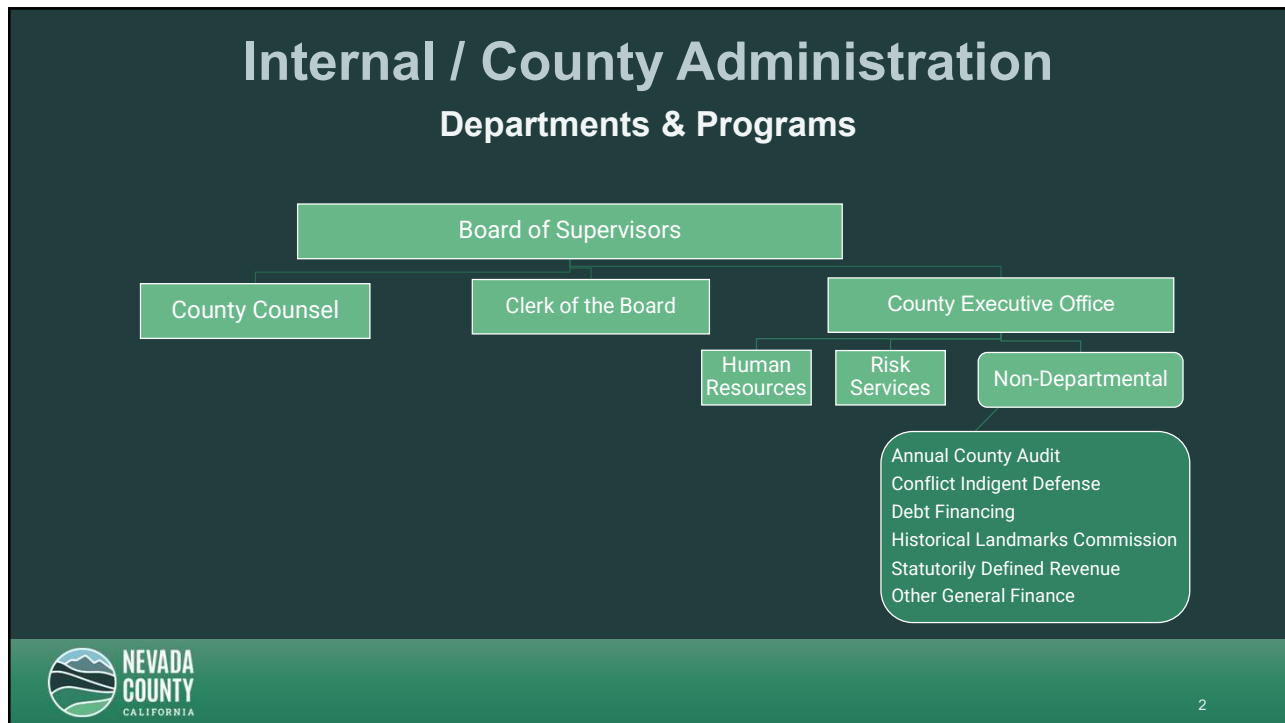 Internal / County Administration
Departments & Programs
Board of Supervisors
County Counsel
Clerk of the Board
County Executive Office
Human
Resources
Risk
Services
Non-Departmental
Annual County Audit
Conflict Indigent Defense
Debt Financing
Historical Landmarks Commission
Statutorily Defined Revenue
Other General Finance
NEVADA
COUNTY
CALIFORNIA
2